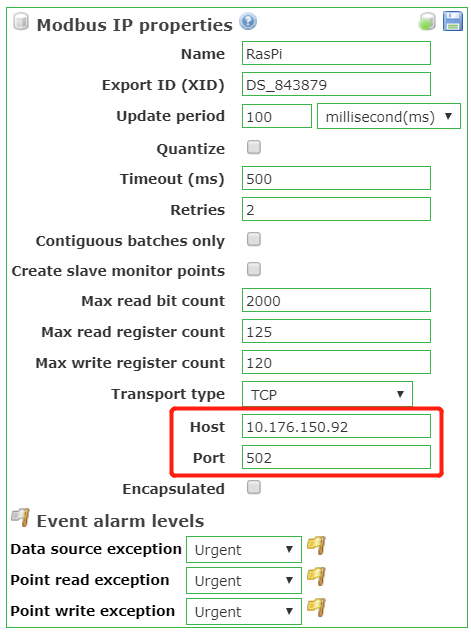 Modbus IP properties
Name RasPi
Export ID (XID) DS_843879
Update period 100 millisecond(ms)
Quantize
Timeout (ms) 500
Retries 2
Contiguous batches only
Create slave monitor points
Max read bit count 2000
Max read register count 125
Max write register count 120
Transport type TCP
Host 10.176.150.92
Port 502
Encapsulated
Event alarm levels
Data source exception Urgent
Point read exception Urgent
Point write exception Urgent